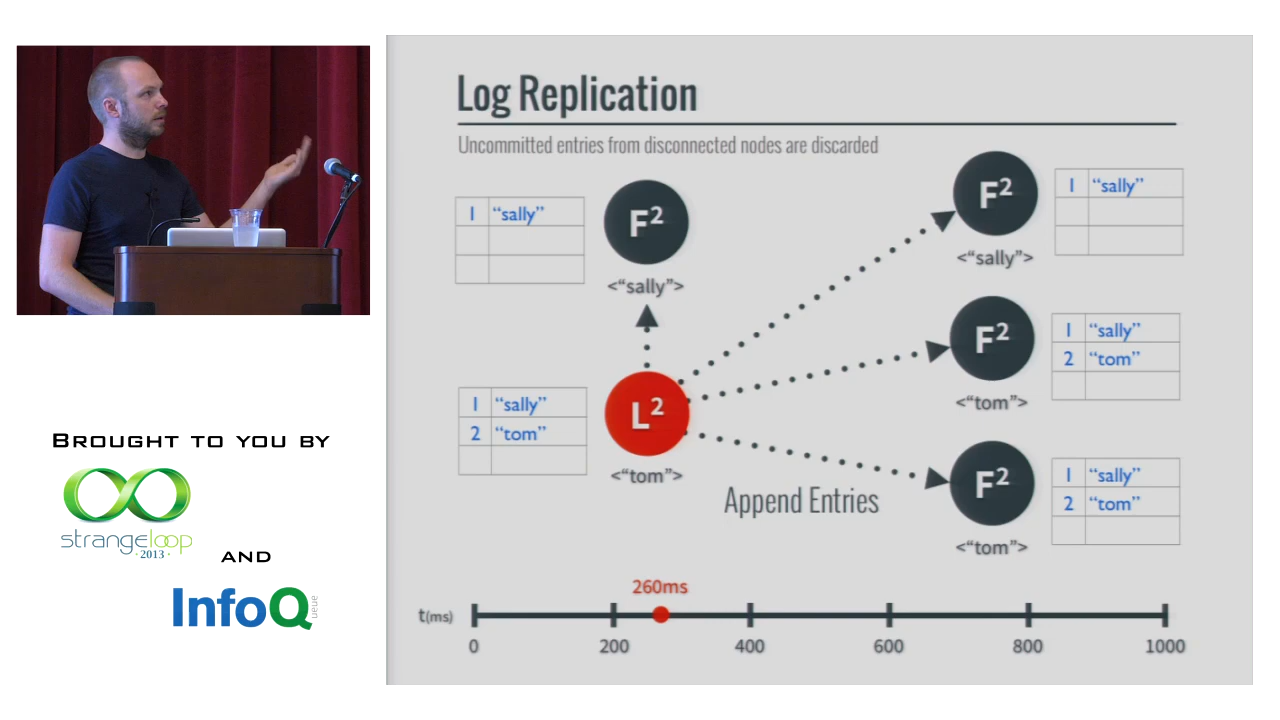 Log Replication
Uncommitted entries from disconnected nodes are discarded
1 “sally”
F²
<“sally”>
F²
1 “sally”
<“sally”>
F²
1 “sally”
2 “tom”
<“tom”>
1 “sally”
2 “tom”
L²
<“tom”>
Append Entries
F²
1 “sally”
2 “tom”
<“tom”>
260ms
t(ms)
0 200 400 600 800 1000
BROUGHT TO YOU BY
strangeloop
· 2013 ·
AND
InfoQ
queue